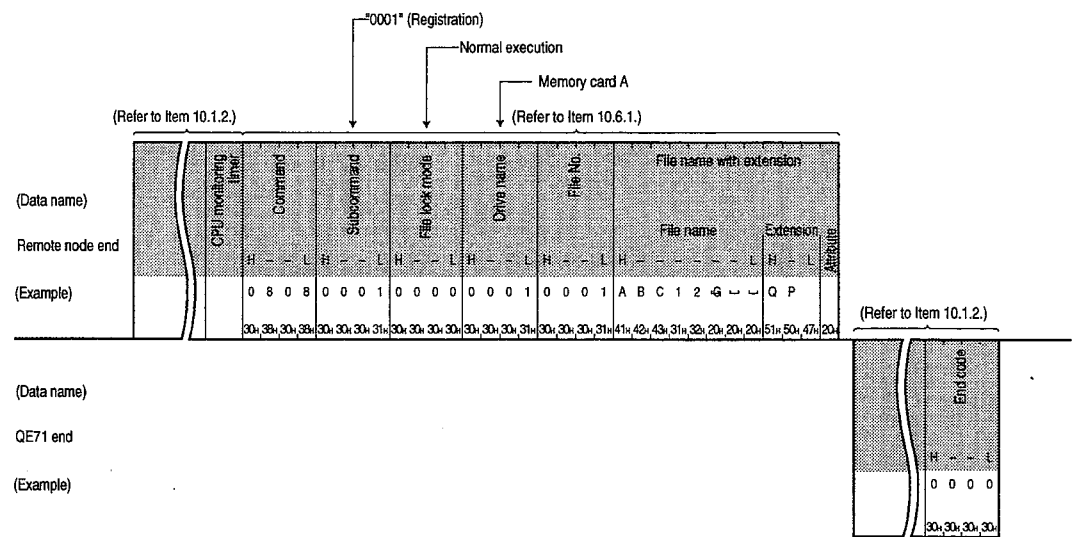 "0001" (Registration)
Normal execution
Memory card A
(Refer to Item 10.1.2.)
(Refer to Item 10.6.1.)
(Data name)
Remote node end
(Example)
CPU monitoring timer
Command
Subcommand
File lock mode
Drive name
File No.
File name with extension
File name
Extension
Attribute
H - - L H - - L H - - L H - - L H - - L H - - - - - - L H - L
0 8 0 8 0 0 0 1 0 0 0 0 0 0 0 1 0 0 0 1 A B C 1 2 G ⎵ ⎵ Q P
30H 38H 30H 38H 30H 30H 30H 31H 30H 30H 30H 30H 30H 30H 30H 31H 30H 30H 30H 31H 41H 42H 43H 31H 32H 20H 20H 20H 51H 50H 47H 20H
(Refer to Item 10.1.2.)
(Data name)
QE71 end
(Example)
End code
H - - L
0 0 0 0
30H 30H 30H 30H